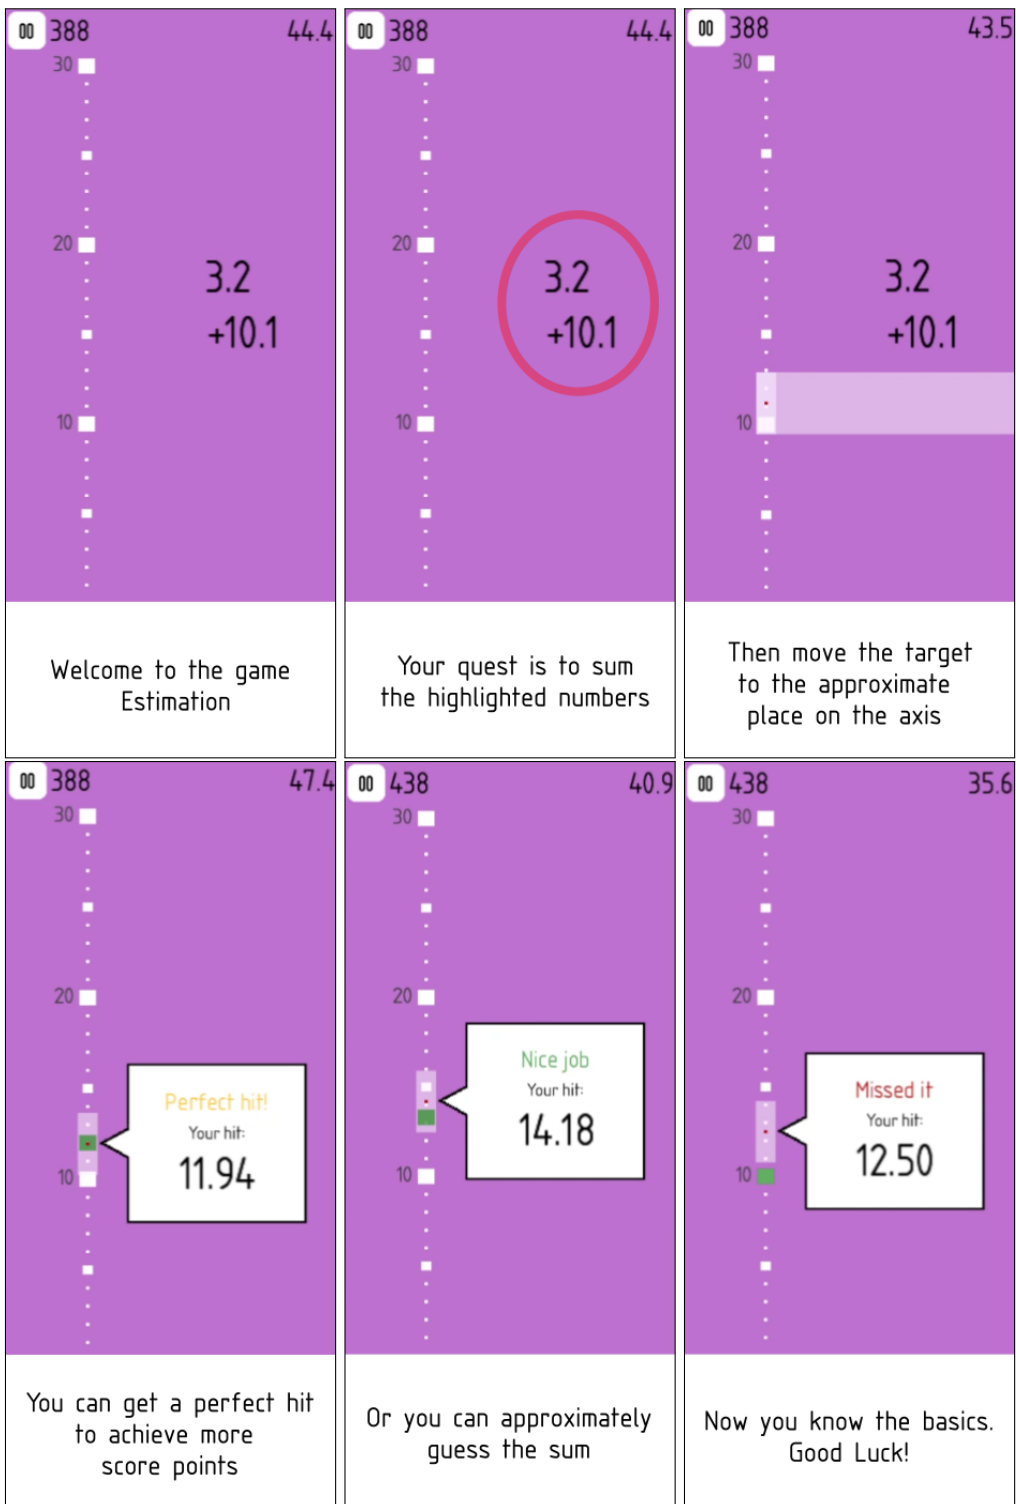 388 44.4
30
20
3.2
+10.1
10
Welcome to the game
Estimation
388 44.4
30
20
3.2
+10.1
10
Your quest is to sum
the highlighted numbers
388 43.5
30
20
3.2
+10.1
10
Then move the target
to the approximate
place on the axis
388 47.4
30
20
Perfect hit!
Your hit:
11.94
10
You can get a perfect hit
to achieve more
score points
438 40.9
30
20
Nice job
Your hit:
14.18
10
Or you can approximately
guess the sum
438 35.6
30
20
Missed it
Your hit:
12.50
10
Now you know the basics.
Good Luck!